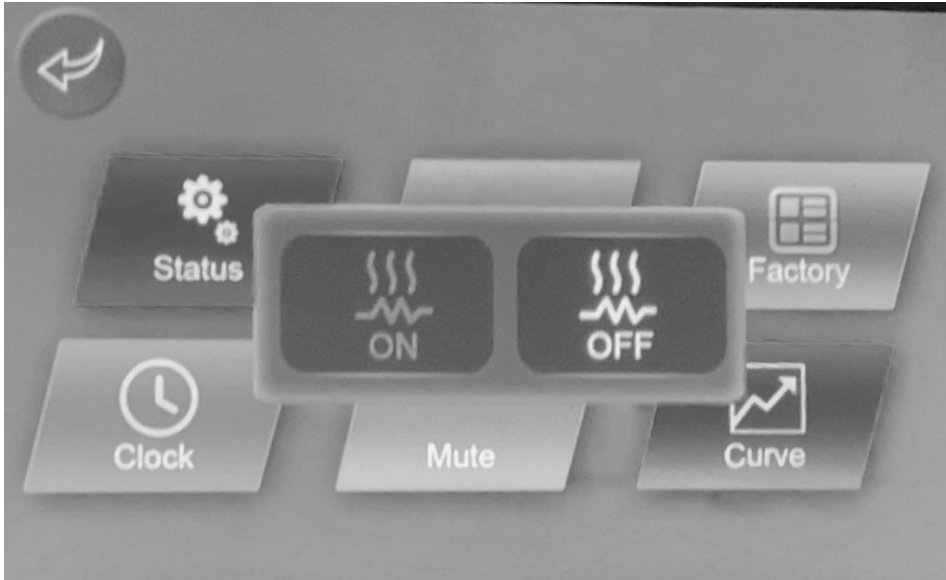 Status
Factory
ON
OFF
Clock
Mute
Curve